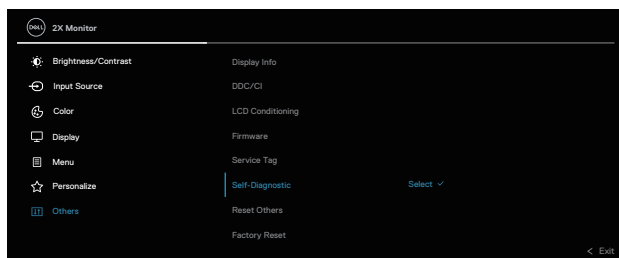 DELL 2X Monitor
Brightness/Contrast Display Info
Input Source DDC/CI
Color LCD Conditioning
Display Firmware
Menu Service Tag
Personalize Self-Diagnostic Select
Others Reset Others
Factory Reset
< Exit